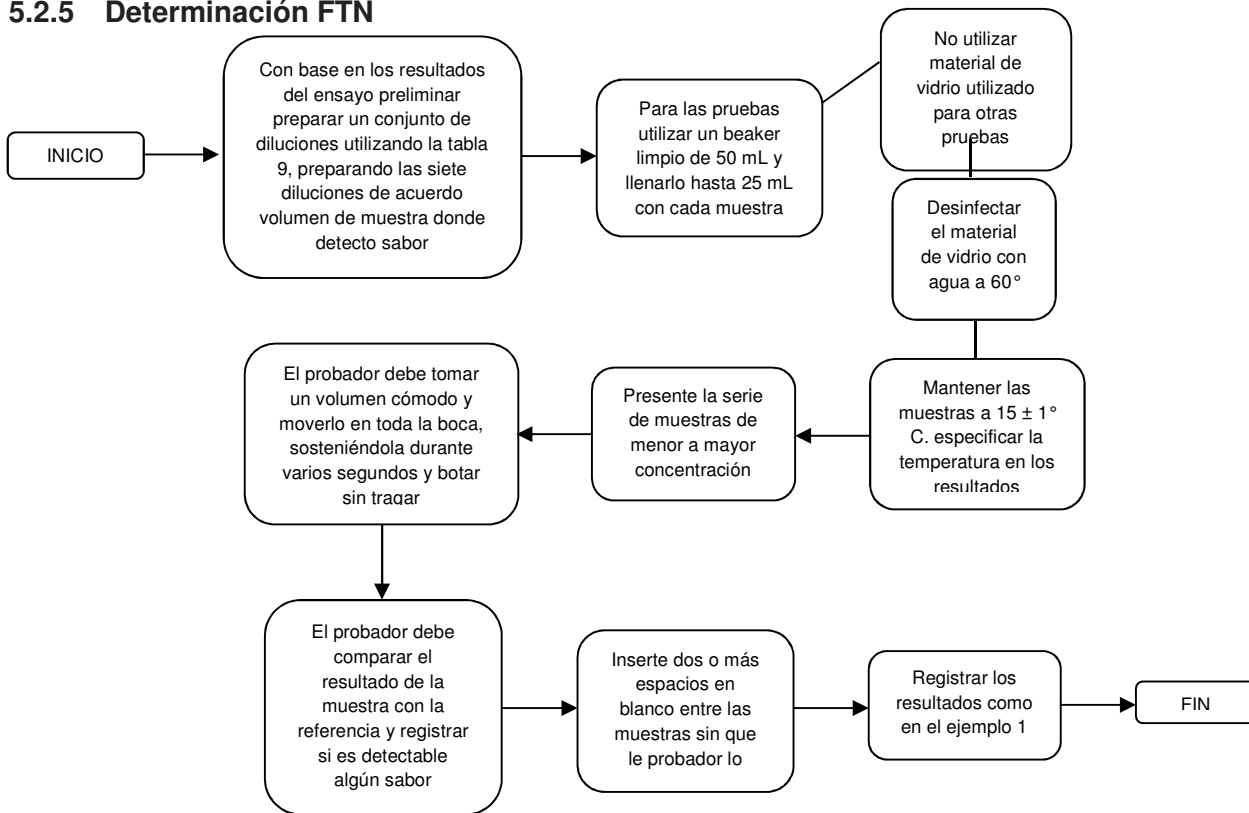 5.2.5 Determinación FTN
INICIO
Con base en los resultados
del ensayo preliminar
preparar un conjunto de
diluciones utilizando la tabla
9, preparando las siete
diluciones de acuerdo
volumen de muestra donde
detecto sabor
Para las pruebas
utilizar un beaker
limpio de 50 mL y
llenarlo hasta 25 mL
con cada muestra
No utilizar
material de
vidrio utilizado
para otras
pruebas
Desinfectar
el material
de vidrio con
agua a 60°
Mantener las
muestras a 15 ± 1°
C. especificar la
temperatura en los
resultados
Presente la serie
de muestras de
menor a mayor
concentración
El probador debe tomar
un volumen cómodo y
moverlo en toda la boca,
sosteniéndola durante
varios segundos y botar
sin tragar
El probador debe
comparar el
resultado de la
muestra con la
referencia y registrar
si es detectable
algún sabor
Inserte dos o más
espacios en
blanco entre las
muestras sin que
le probador lo
Registrar los
resultados como
en el ejemplo 1
FIN